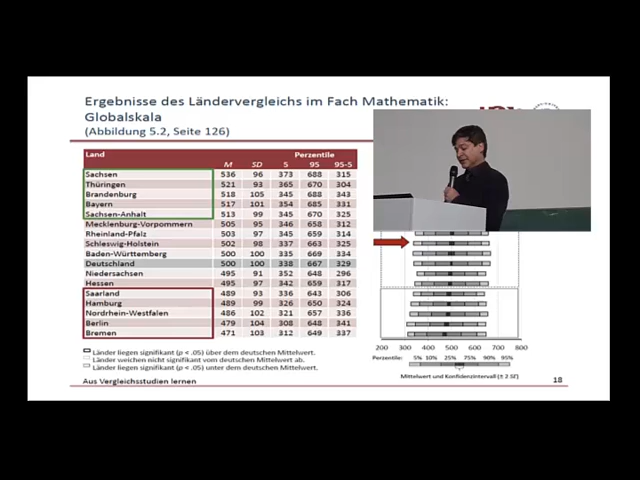 Ergebnisse des Ländervergleichs im Fach Mathematik:
Globalskala
(Abbildung 5.2, Seite 126)
Land Perzentile
M SD 5 95 95-5
Sachsen 536 96 373 688 315
Thüringen 521 93 365 670 304
Brandenburg 518 105 345 688 343
Bayern 517 101 354 685 331
Sachsen-Anhalt 513 99 345 670 325
Mecklenburg-Vorpommern 505 95 346 658 312
Rheinland-Pfalz 503 97 345 659 314
Schleswig-Holstein 502 98 337 663 325
Baden-Württemberg 500 100 335 669 334
Deutschland 500 100 338 667 329
Niedersachsen 495 91 352 648 296
Hessen 495 97 342 659 317
Saarland 489 93 336 643 306
Hamburg 489 99 326 650 324
Nordrhein-Westfalen 486 102 321 657 336
Berlin 479 104 308 648 341
Bremen 471 103 312 649 337
200 300 400 500 600 700 800
Perzentile: 5% 10% 25% 75% 90% 95%
Mittelwert und Konfidenzintervall (± 2 SE)
Länder liegen signifikant (p < .05) über dem deutschen Mittelwert.
Länder weichen nicht signifikant vom deutschen Mittelwert ab.
Länder liegen signifikant (p < .05) unter dem deutschen Mittelwert.
Aus Vergleichsstudien lernen 18